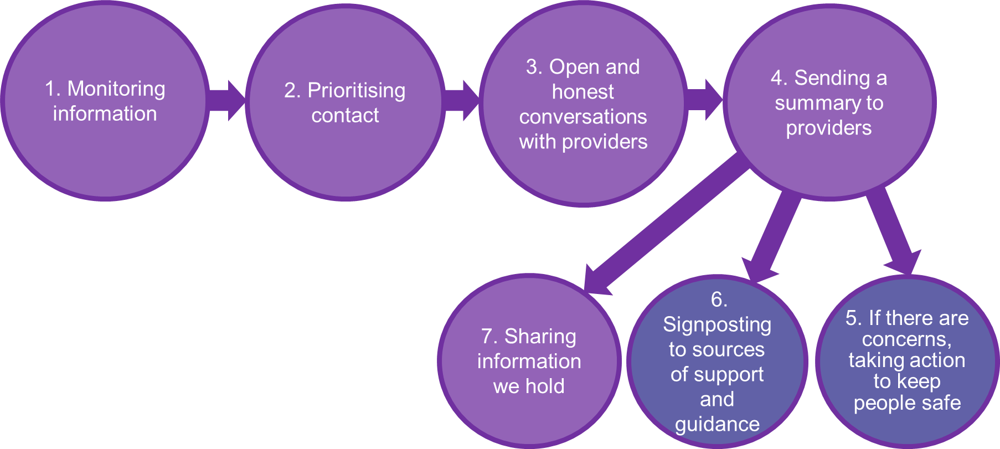 1. Monitoring
information
2. Prioritising
contact
3. Open and
honest
conversations
with providers
4. Sending a
summary to
providers
7. Sharing
information
we hold
6.
Signposting
to sources
of support
and
guidance
5. If there are
concerns,
taking action
to keep
people safe